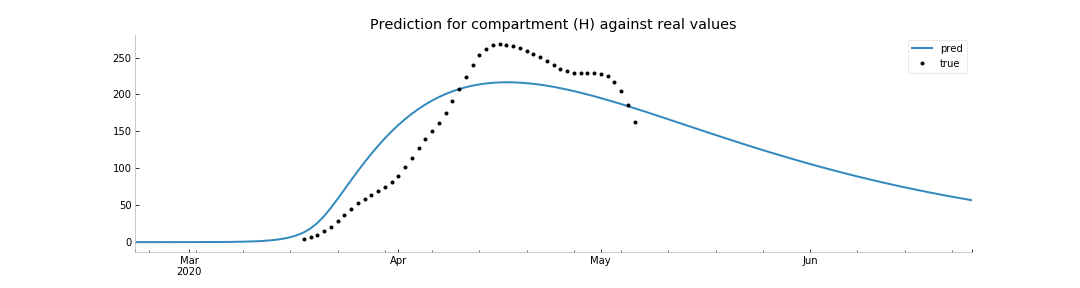 Prediction for compartment (H) against real values
pred
true
250
200
150
100
50
0
Mar
2020
Apr
May
Jun